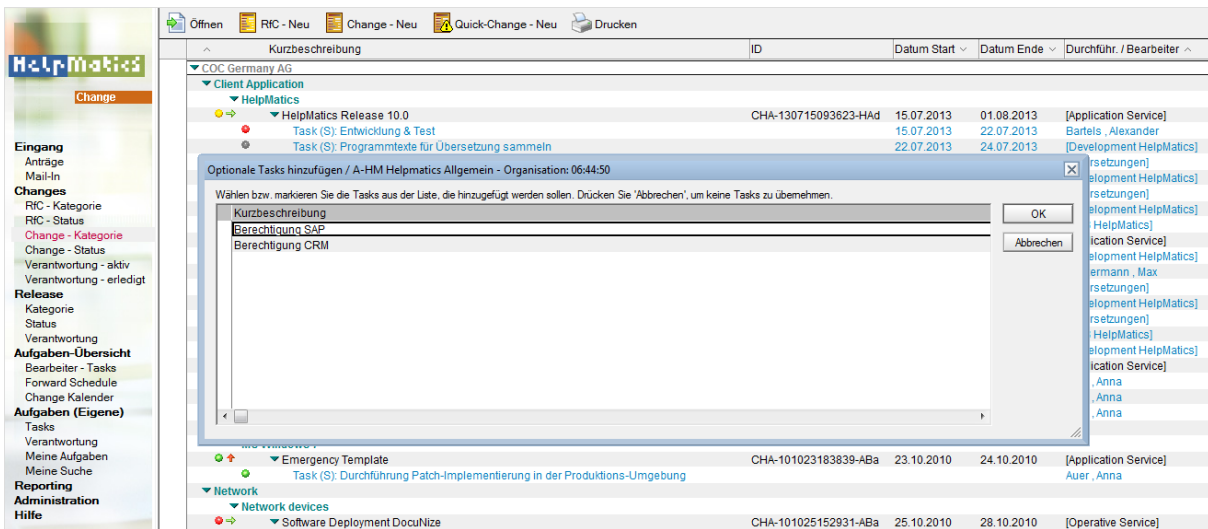 Öffnen RfC - Neu Change - Neu Quick-Change - Neu Drucken
Kurzbeschreibung ID Datum Start Datum Ende Durchführ. / Bearbeiter
HelpMatics
Change
Eingang
Anträge
Mail-In
Changes
RfC - Kategorie
RfC - Status
Change - Kategorie
Change - Status
Verantwortung - aktiv
Verantwortung - erledigt
Release
Kategorie
Status
Verantwortung
Aufgaben-Übersicht
Bearbeiter - Tasks
Forward Schedule
Change Kalender
Aufgaben (Eigene)
Tasks
Verantwortung
Meine Aufgaben
Meine Suche
Reporting
Administration
Hilfe
COC Germany AG
Client Application
HelpMatics
HelpMatics Release 10.0 CHA-130715093623-HAd 15.07.2013 01.08.2013 [Application Service]
Task (S): Entwicklung & Test 15.07.2013 22.07.2013 Bartels , Alexander
Task (S): Programmtexte für Übersetzung sammeln 22.07.2013 24.07.2013 [Development HelpMatics]
Optionale Tasks hinzufügen / A-HM Helpmatics Allgemein - Organisation: 06:44:50
Wählen bzw. markieren Sie die Tasks aus der Liste, die hinzugefügt werden sollen. Drücken Sie 'Abbrechen', um keine Tasks zu übernehmen.
Kurzbeschreibung
Berechtigung SAP
Berechtigung CRM
OK
Abbrechen
rsetzungen]
elopment HelpMatics]
rsetzungen]
elopment HelpMatics]
HelpMatics]
ication Service]
elopment HelpMatics]
ermann , Max
rsetzungen]
elopment HelpMatics]
rsetzungen]
HelpMatics]
elopment HelpMatics]
ication Service]
, Anna
, Anna
, Anna
Emergency Template CHA-101023183839-ABa 23.10.2010 24.10.2010 [Application Service]
Task (S): Durchführung Patch-Implementierung in der Produktions-Umgebung Auer , Anna
Network
Network devices
Software Deployment DocuNize CHA-101025152931-ABa 25.10.2010 28.10.2010 [Operative Service]